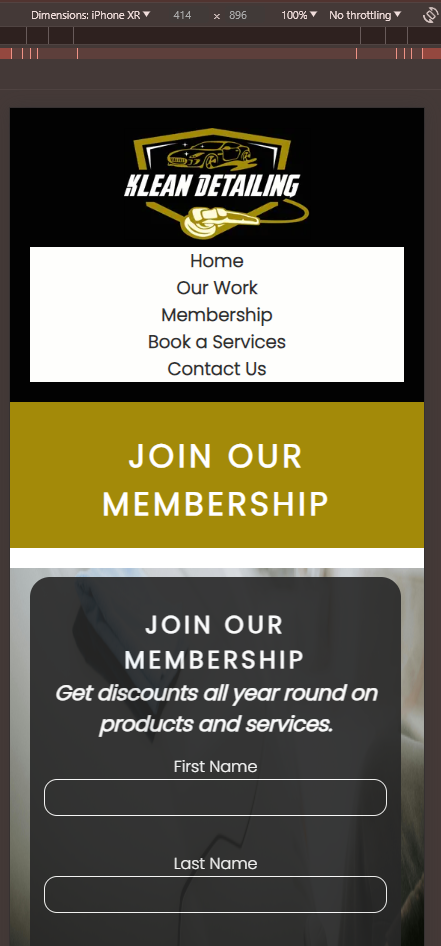 Dimensions: iPhone XR 414 x 896 100% No throttling
KLEAN DETAILING
Home
Our Work
Membership
Book a Services
Contact Us
JOIN OUR
MEMBERSHIP
JOIN OUR
MEMBERSHIP
Get discounts all year round on
products and services.
First Name
Last Name